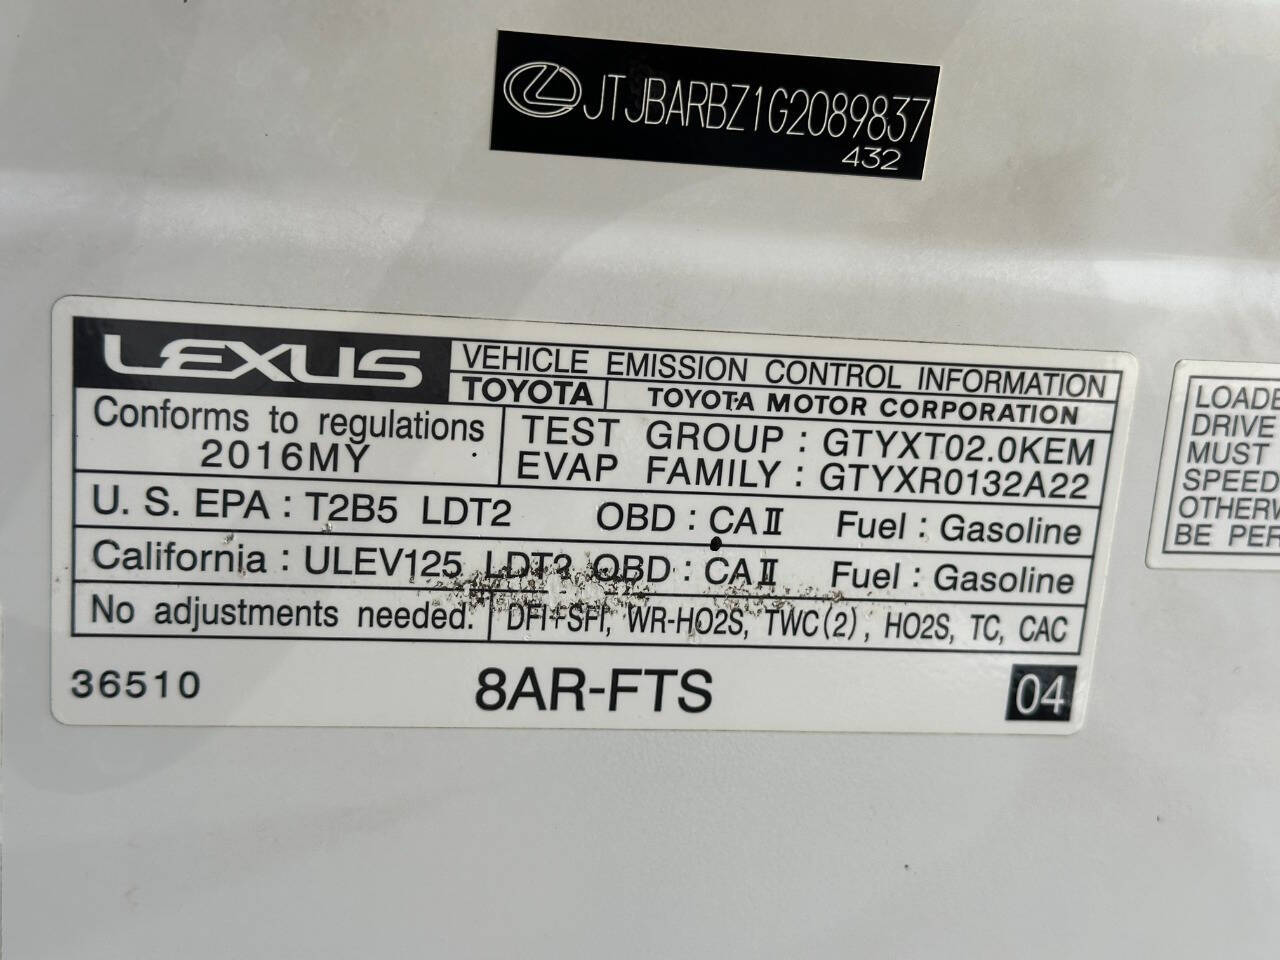 JTJBARBZ1G2089837
432
LEXUS
VEHICLE EMISSION CONTROL INFORMATION
TOYOTA TOYOTA MOTOR CORPORATION
Conforms to regulations
2016MY
TEST GROUP : GTYXT02.0KEM
EVAP FAMILY : GTYXR0132A22
U. S. EPA : T2B5 LDT2 OBD : CAII Fuel : Gasoline
California : ULEV125 LDT2 OBD : CAII Fuel : Gasoline
No adjustments needed. DFI+SFI, WR-HO2S, TWC(2), HO2S, TC, CAC
36510 8AR-FTS 04
LOADE
DRIVE
MUST
SPEED
OTHERW
BE PER